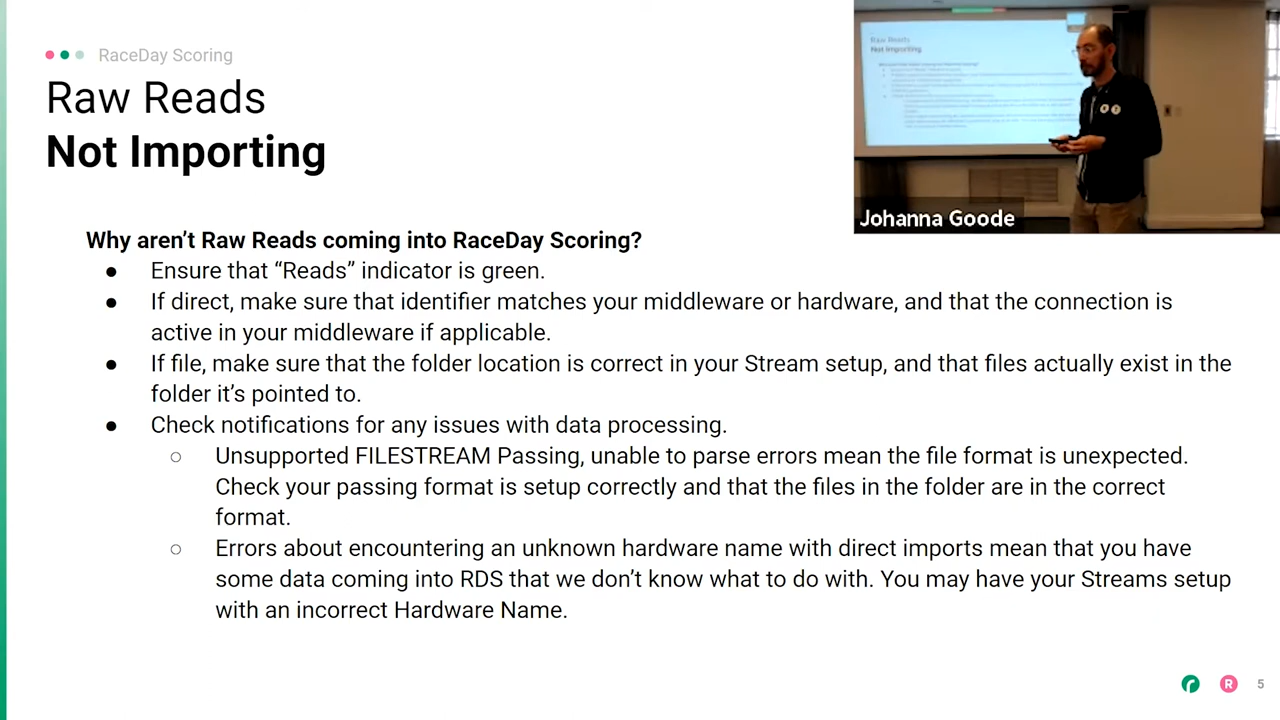 RaceDay Scoring
Raw Reads
Not Importing
Raw Reads
Not Importing
Johanna Goode
Why aren’t Raw Reads coming into RaceDay Scoring?
● Ensure that “Reads” indicator is green.
● If direct, make sure that identifier matches your middleware or hardware, and that the connection is
active in your middleware if applicable.
● If file, make sure that the folder location is correct in your Stream setup, and that files actually exist in the
folder it’s pointed to.
● Check notifications for any issues with data processing.
○ Unsupported FILESTREAM Passing, unable to parse errors mean the file format is unexpected.
Check your passing format is setup correctly and that the files in the folder are in the correct
format.
○ Errors about encountering an unknown hardware name with direct imports mean that you have
some data coming into RDS that we don’t know what to do with. You may have your Streams setup
with an incorrect Hardware Name.
R
5